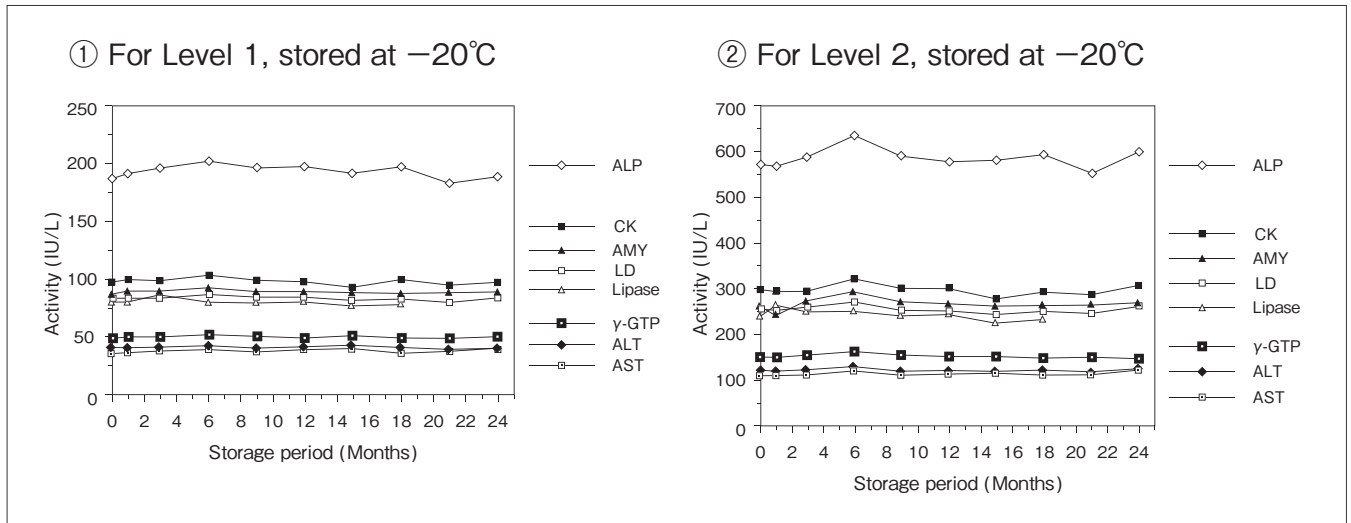 ① For Level 1, stored at −20℃
250
200
150
100
50
0
Activity (IU/L)
0 2 4 6 8 10 12 14 16 18 20 22 24
Storage period (Months)
ALP
CK
AMY
LD
Lipase
γ-GTP
ALT
AST
② For Level 2, stored at −20℃
700
600
500
400
300
200
100
0
Activity (IU/L)
0 2 4 6 8 10 12 14 16 18 20 22 24
Storage period (Months)
ALP
CK
AMY
LD
Lipase
γ-GTP
ALT
AST